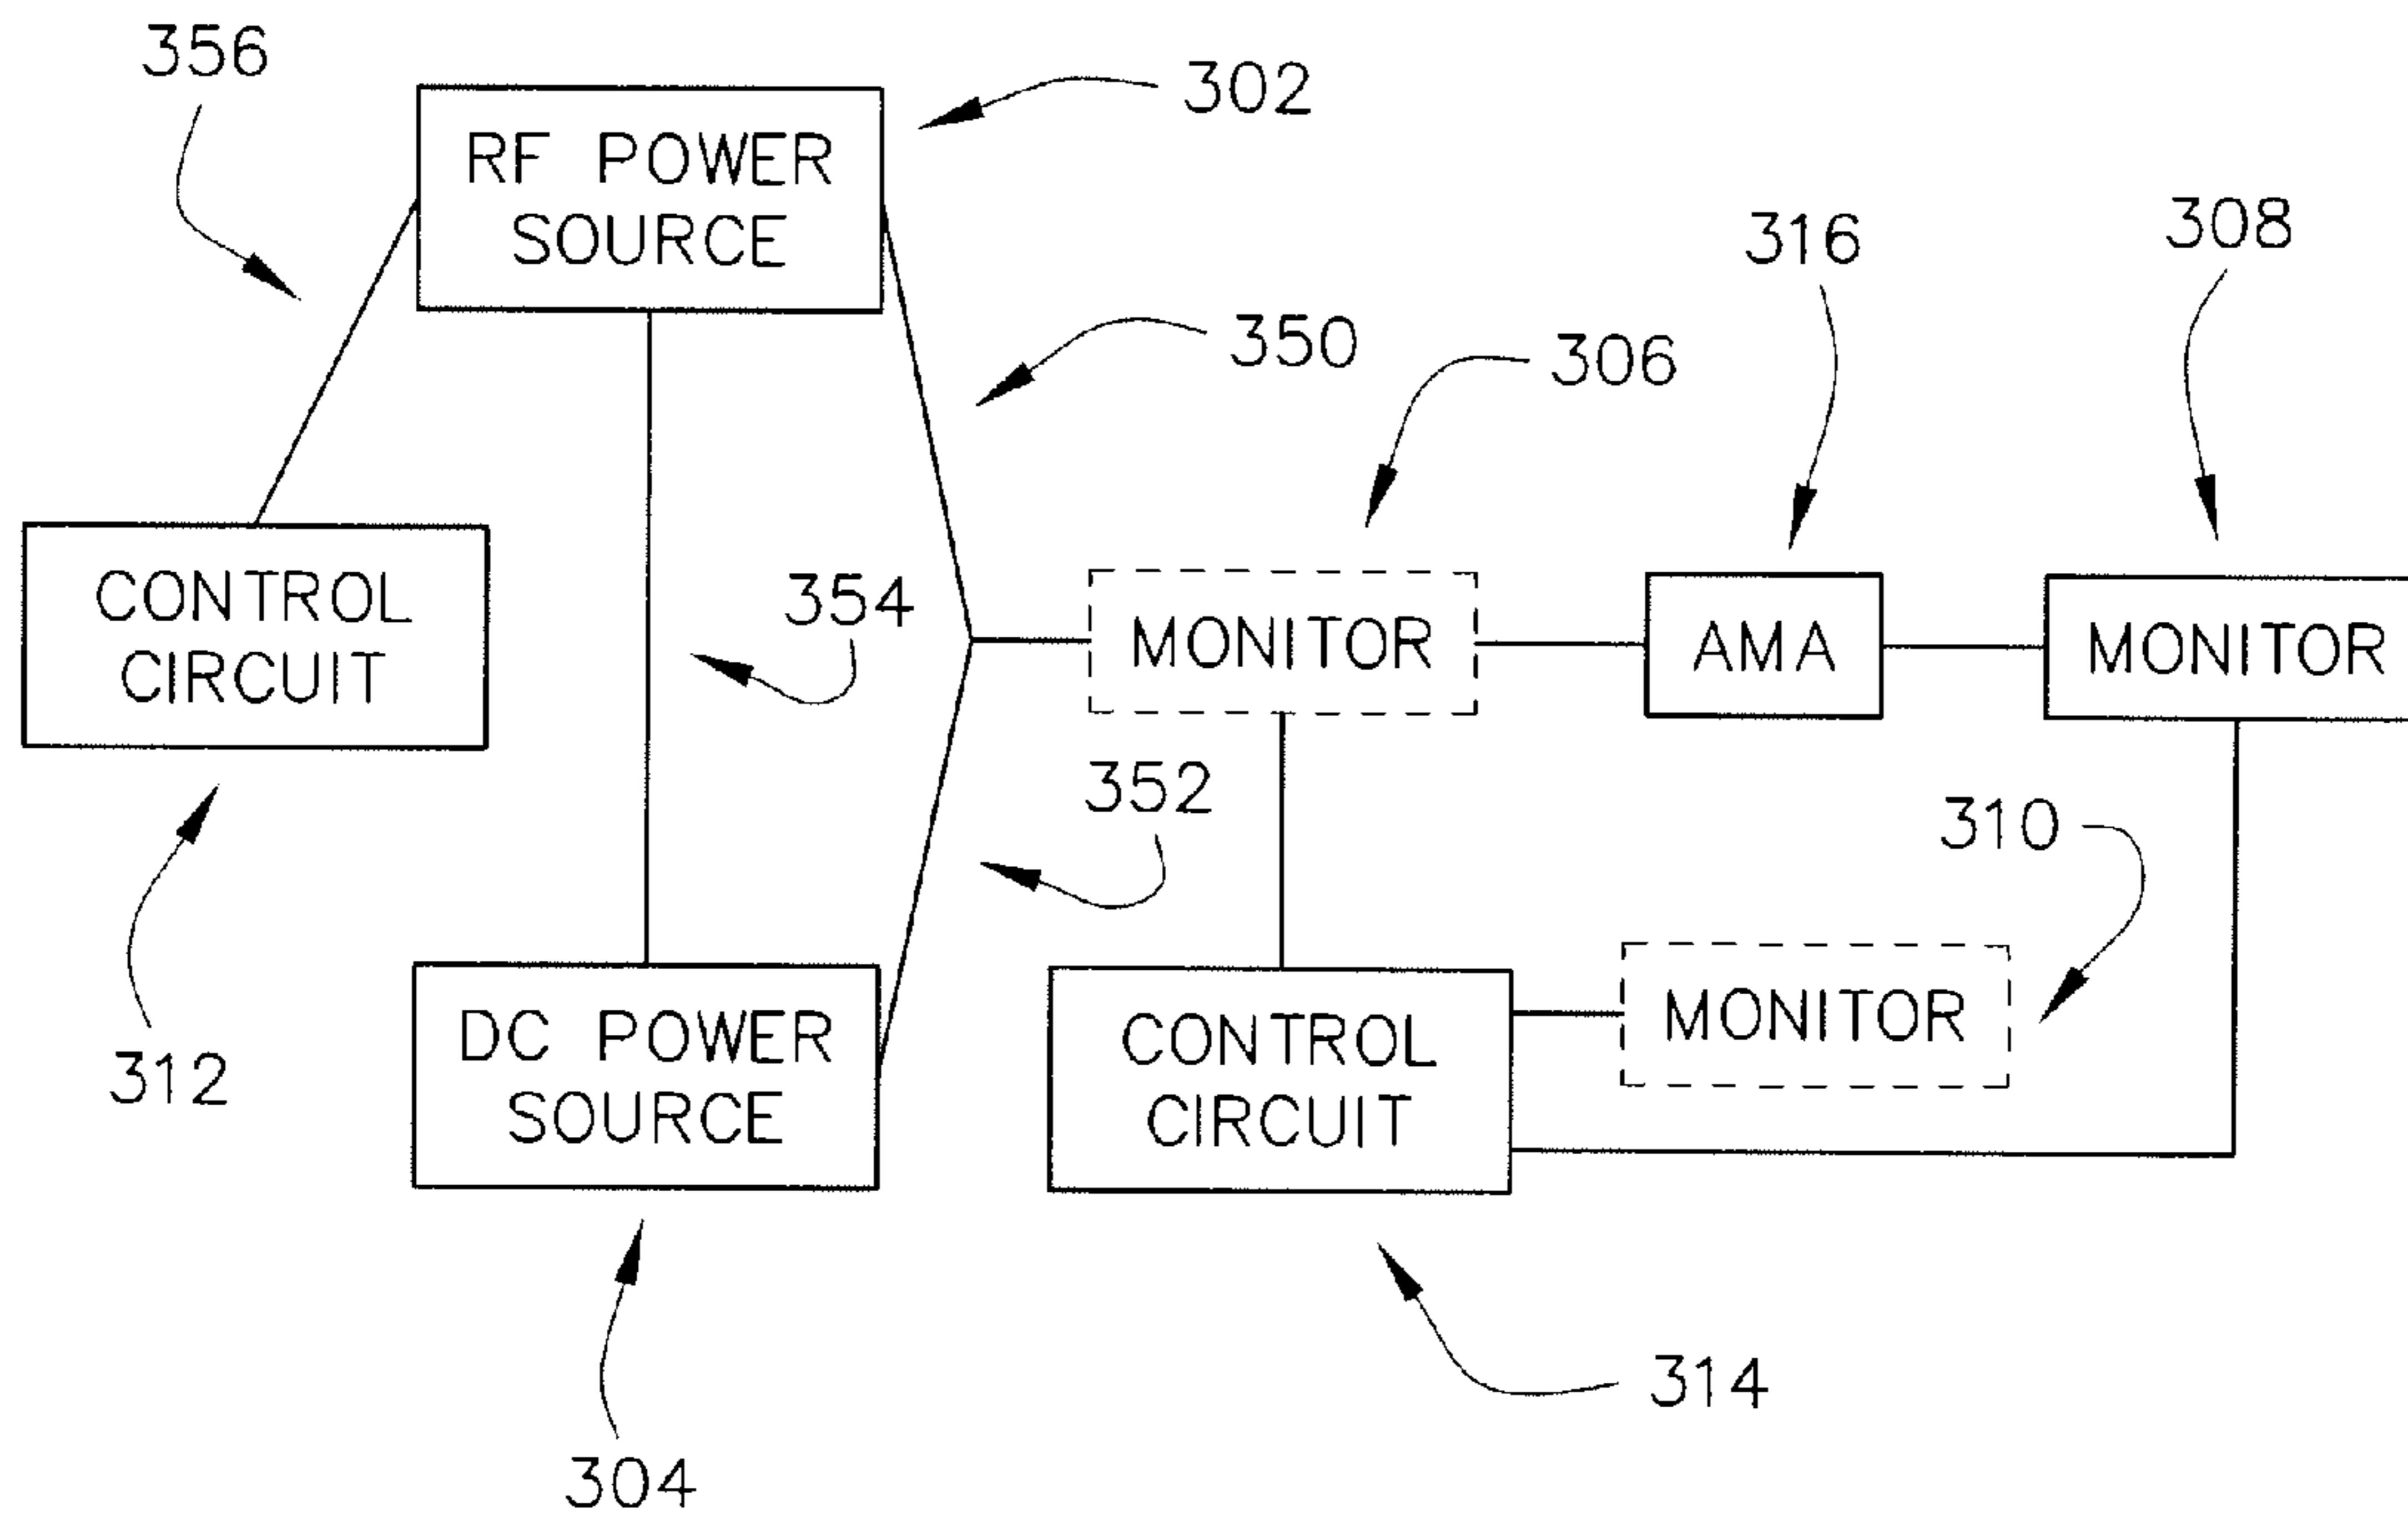 356
302
RF POWER
SOURCE
316
308
350
306
CONTROL
CIRCUIT
354
MONITOR
AMA
MONITOR
352
310
312
DC POWER
SOURCE
CONTROL
CIRCUIT
MONITOR
314
304